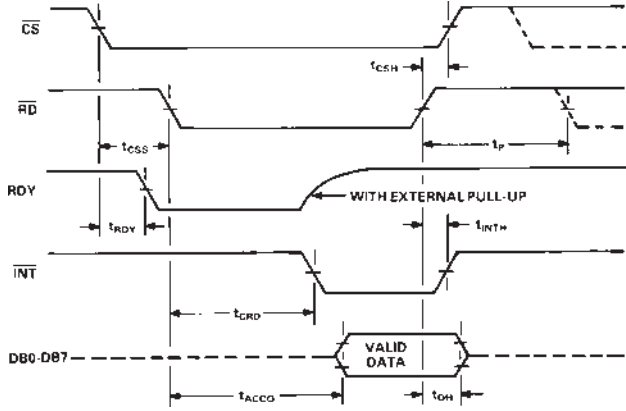 CS
tCSH
RD
tCSS
tP
RDY
WITH EXTERNAL PULL-UP
tRDY
tINTH
INT
tCRD
DB0-DB7
VALID
DATA
tACC0
tDH